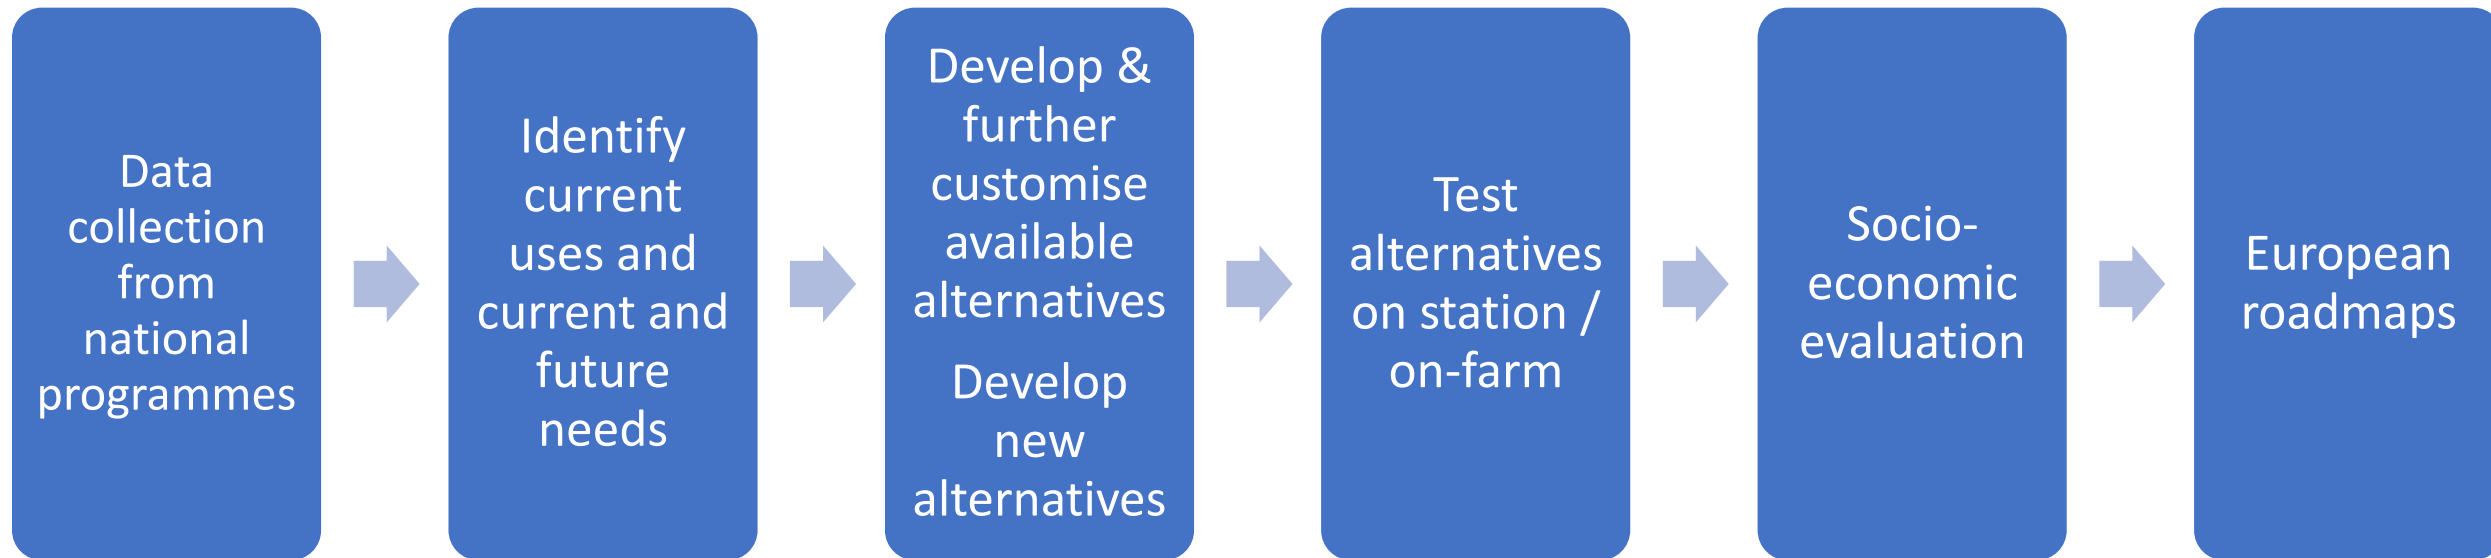 Data
collection
from
national
programmes
Identify
current
uses and
current and
future
needs
Develop &
further
customise
available
alternatives
Develop
new
alternatives
Test
alternatives
on station /
on-farm
Socio-
economic
evaluation
European
roadmaps